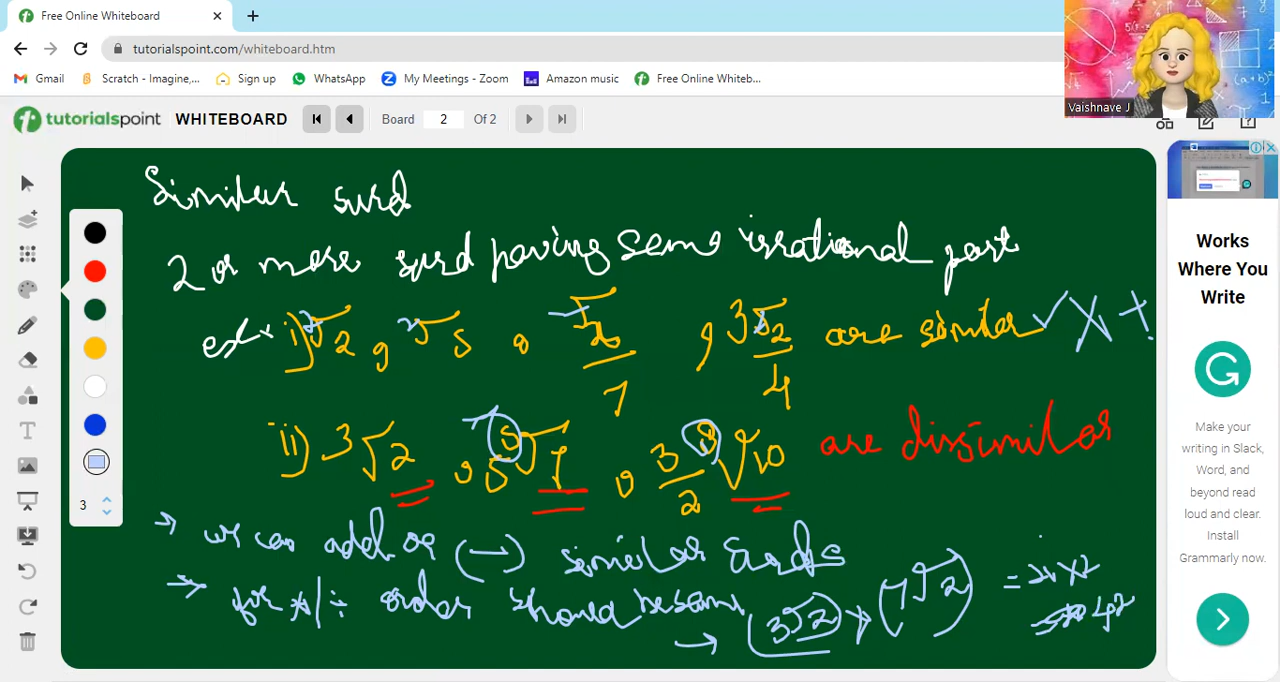 Free Online Whiteboard
tutorialspoint.com/whiteboard.htm
Gmail Scratch - Imagine,... Sign up WhatsApp My Meetings - Zoom Amazon music Free Online Whiteb...
Vaishnave J
tutorialspoint WHITEBOARD Board 2 Of 2
Similar surd
2 or more surd having same irrational part
i) √2, √5 are similar
ii) 3√2 are dissimilar
→ we can add or (-) similar surds
→ for */÷ order should be same
→ (3√2) (7√2) =
3
Works
Where You
Write
Make your
writing in Slack,
Word, and
beyond read
loud and clear.
Install
Grammarly now.